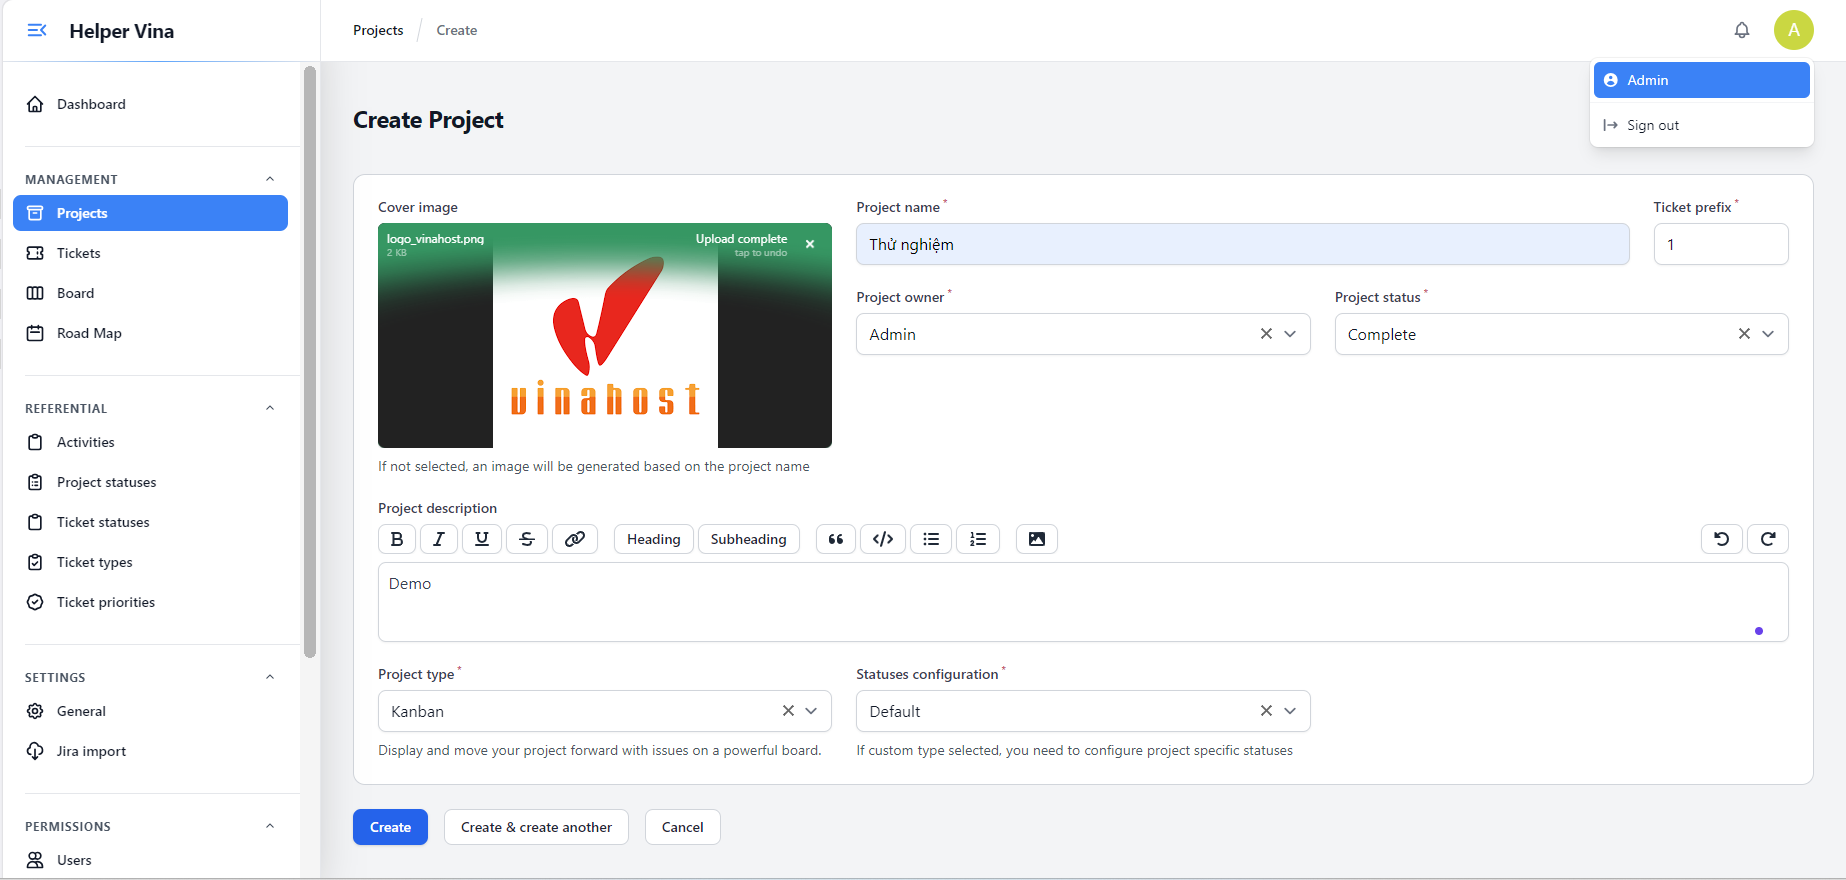 Helper Vina
Projects / Create
A
Admin
Sign out
Dashboard
MANAGEMENT
Projects
Tickets
Board
Road Map
REFERENTIAL
Activities
Project statuses
Ticket statuses
Ticket types
Ticket priorities
SETTINGS
General
Jira import
PERMISSIONS
Users
Create Project
Cover image
logo_vinahost.png
2 KB
Upload complete
tap to undo
vinahost
If not selected, an image will be generated based on the project name
Project name *
Thử nghiệm
Ticket prefix *
1
Project owner *
Admin
Project status *
Complete
Project description
B I U S Heading Subheading
Demo
Project type *
Kanban
Display and move your project forward with issues on a powerful board.
Statuses configuration *
Default
If custom type selected, you need to configure project specific statuses
Create
Create & create another
Cancel